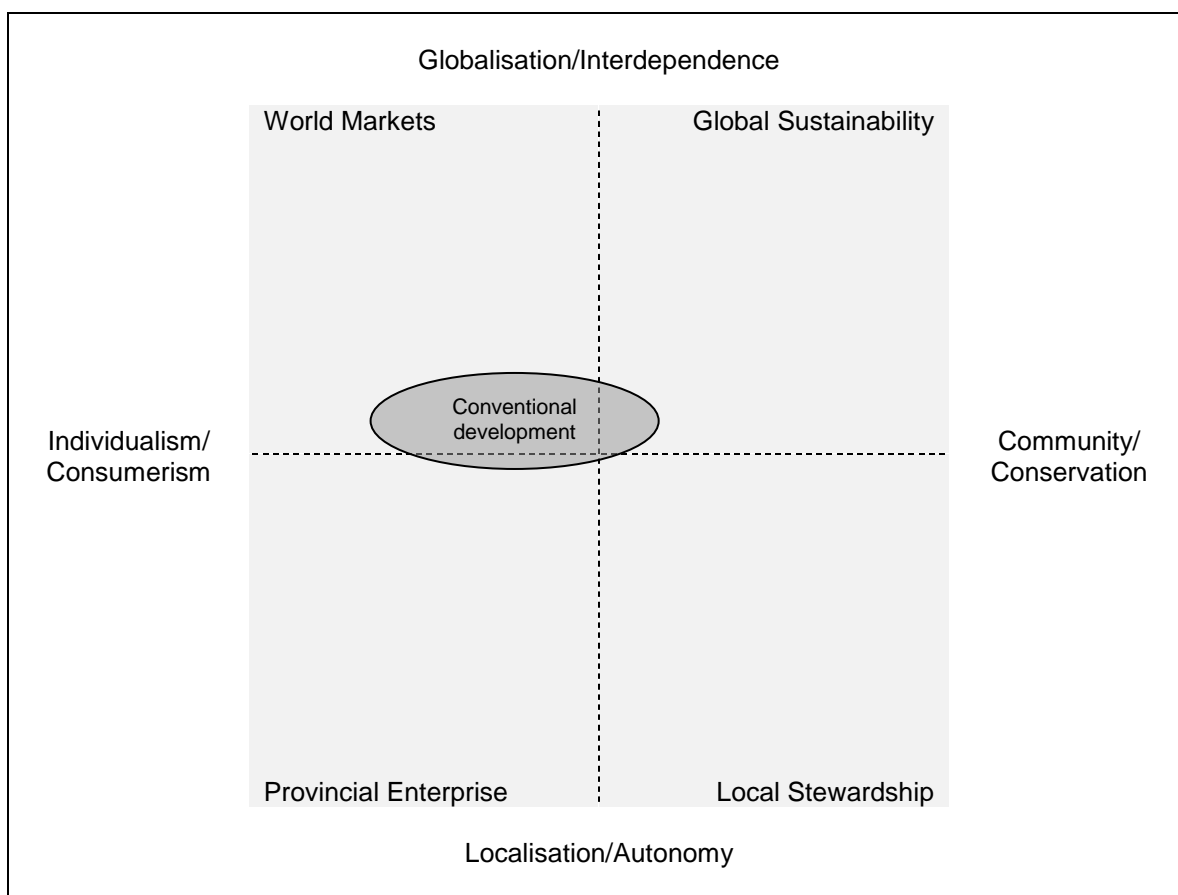 Globalisation/Interdependence
World Markets
Global Sustainability
Conventional
development
Individualism/
Consumerism
Community/
Conservation
Provincial Enterprise
Local Stewardship
Localisation/Autonomy